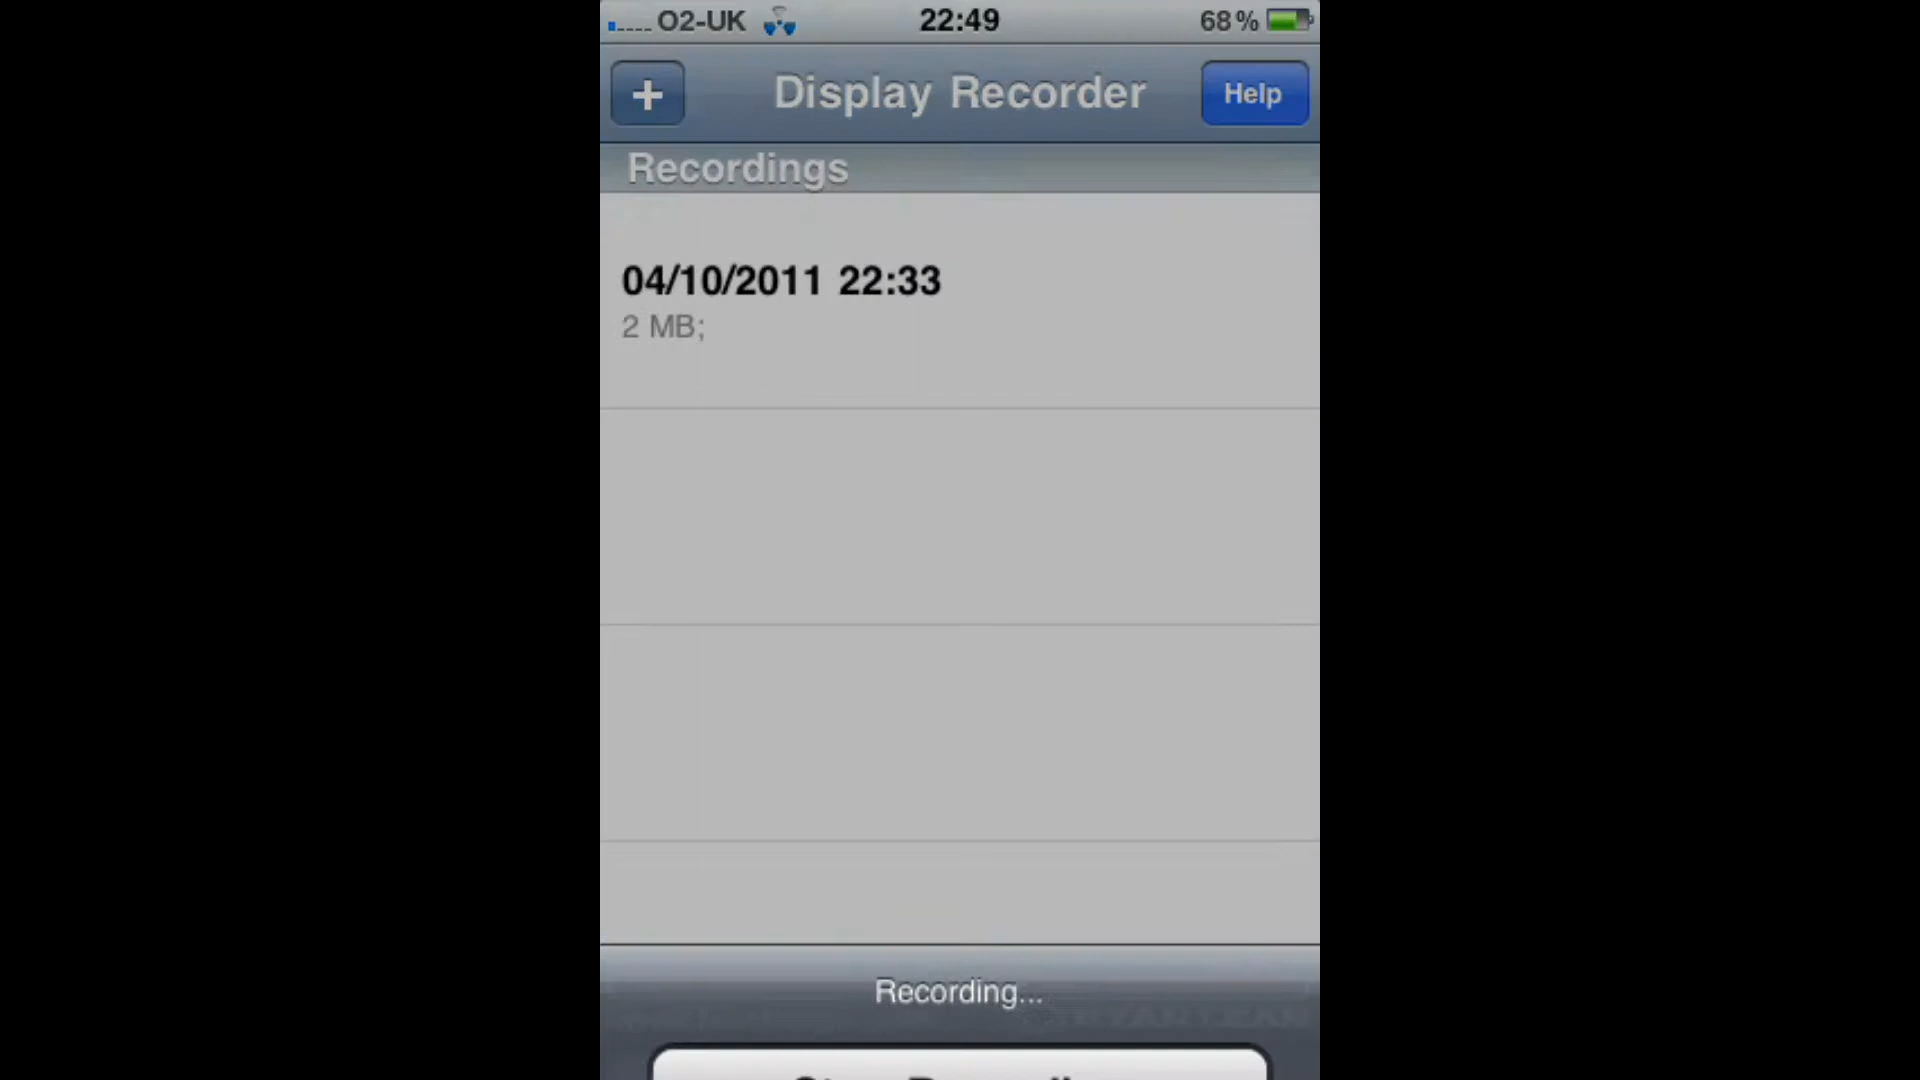 O2-UK 22:49 68%
+ Display Recorder Help
Recordings
04/10/2011 22:33
2 MB;
Recording...